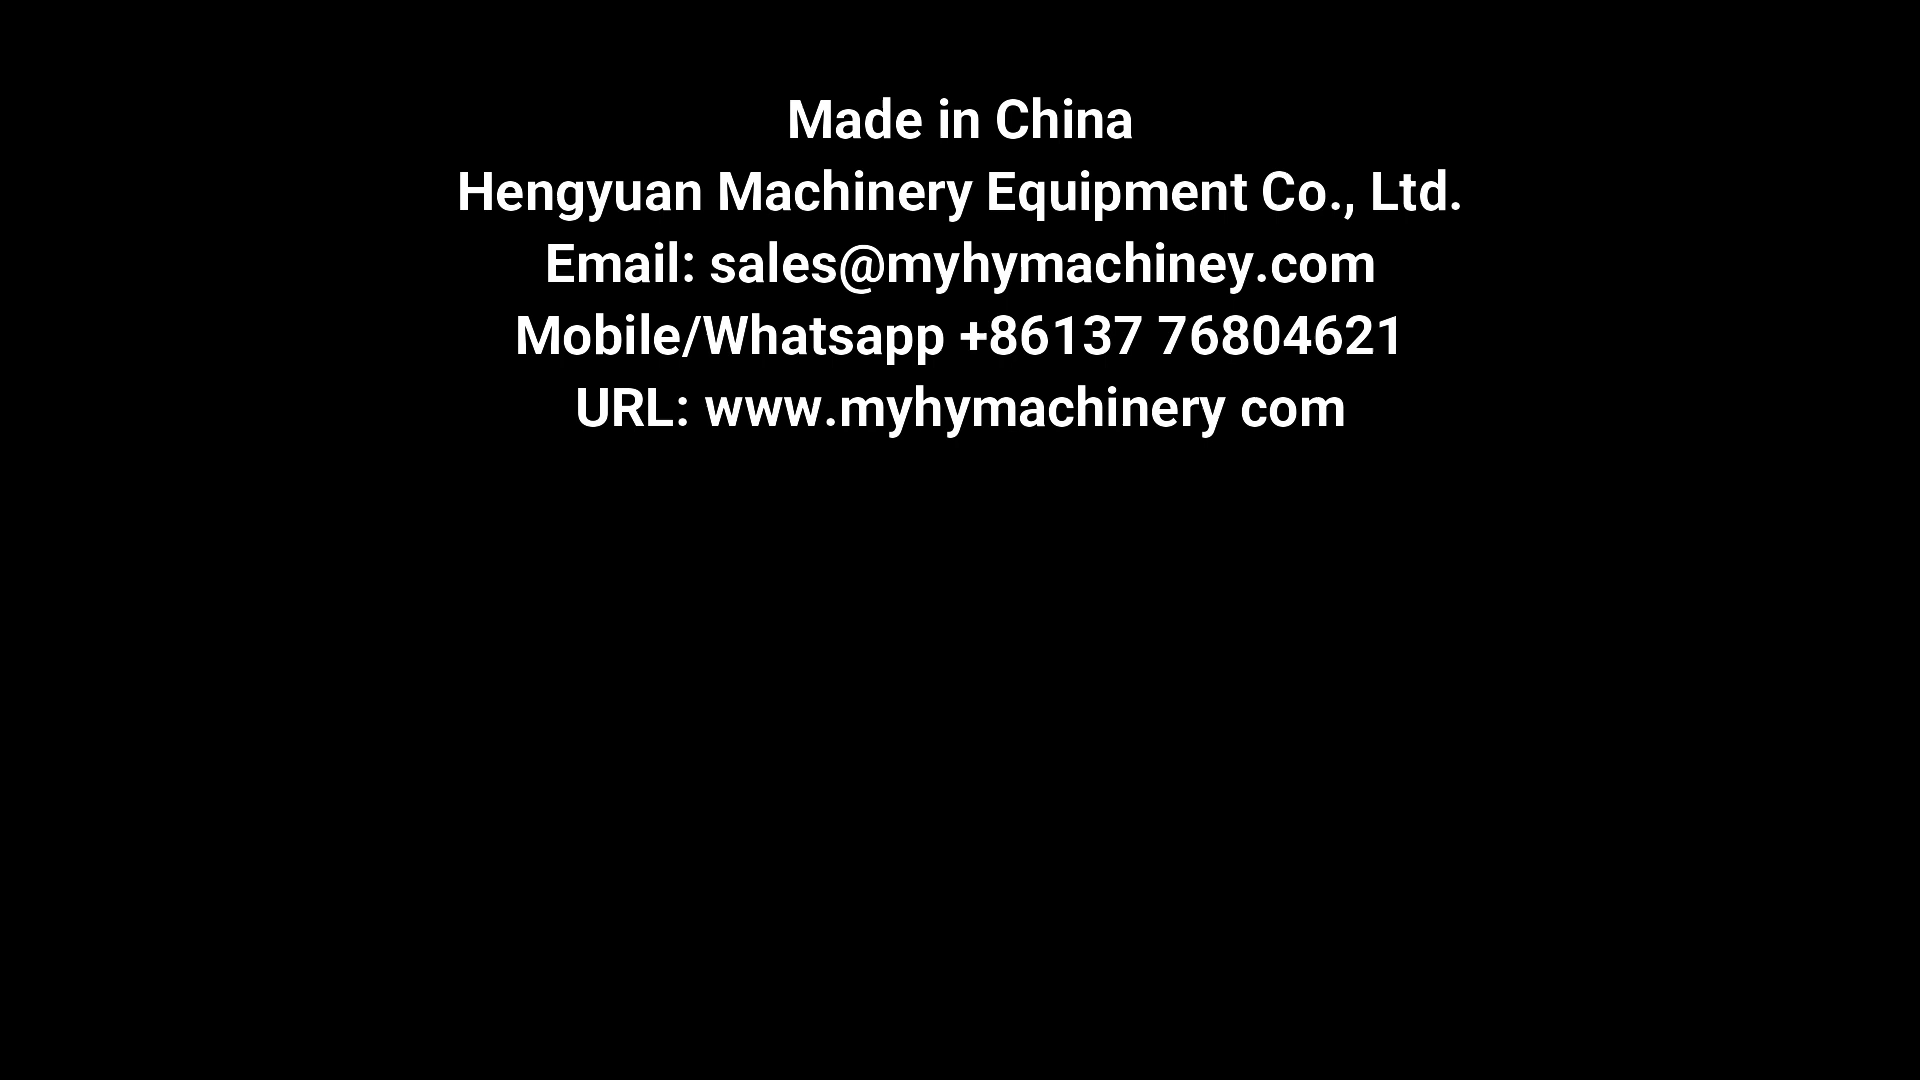 Made in China
Hengyuan Machinery Equipment Co., Ltd.
Email: sales@myhymachiney.com
Mobile/Whatsapp +86137 76804621
URL: www.myhymachinery com